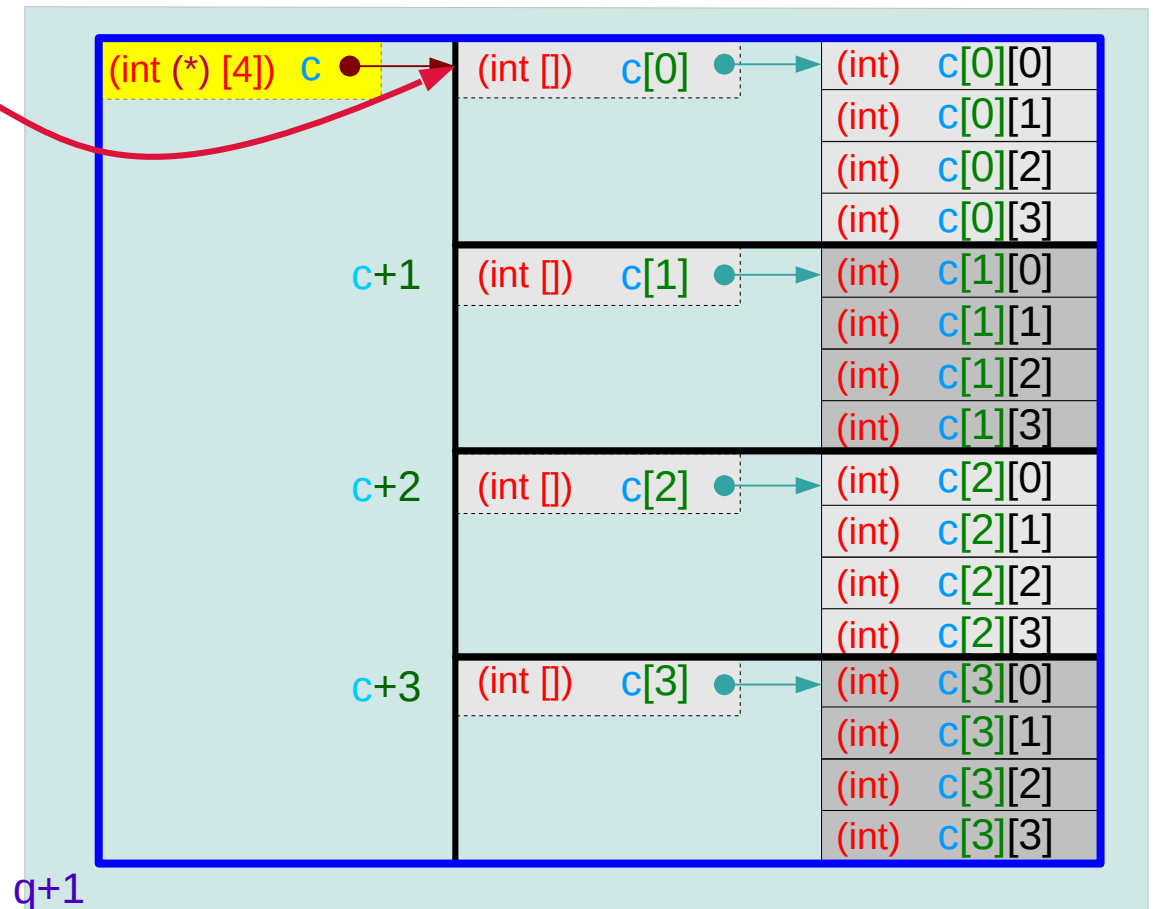 (int (*) [4]) c (int []) c[0] (int) c[0][0]
(int) c[0][1]
(int) c[0][2]
(int) c[0][3]
c+1 (int []) c[1] (int) c[1][0]
(int) c[1][1]
(int) c[1][2]
(int) c[1][3]
c+2 (int []) c[2] (int) c[2][0]
(int) c[2][1]
(int) c[2][2]
(int) c[2][3]
c+3 (int []) c[3] (int) c[3][0]
(int) c[3][1]
(int) c[3][2]
(int) c[3][3]
q+1